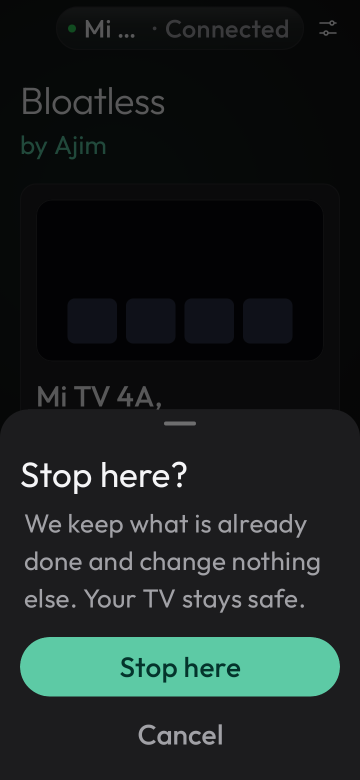 Mi ... · Connected
Bloatless
by Ajim
Mi TV 4A,
Stop here?
We keep what is already
done and change nothing
else. Your TV stays safe.
Stop here
Cancel